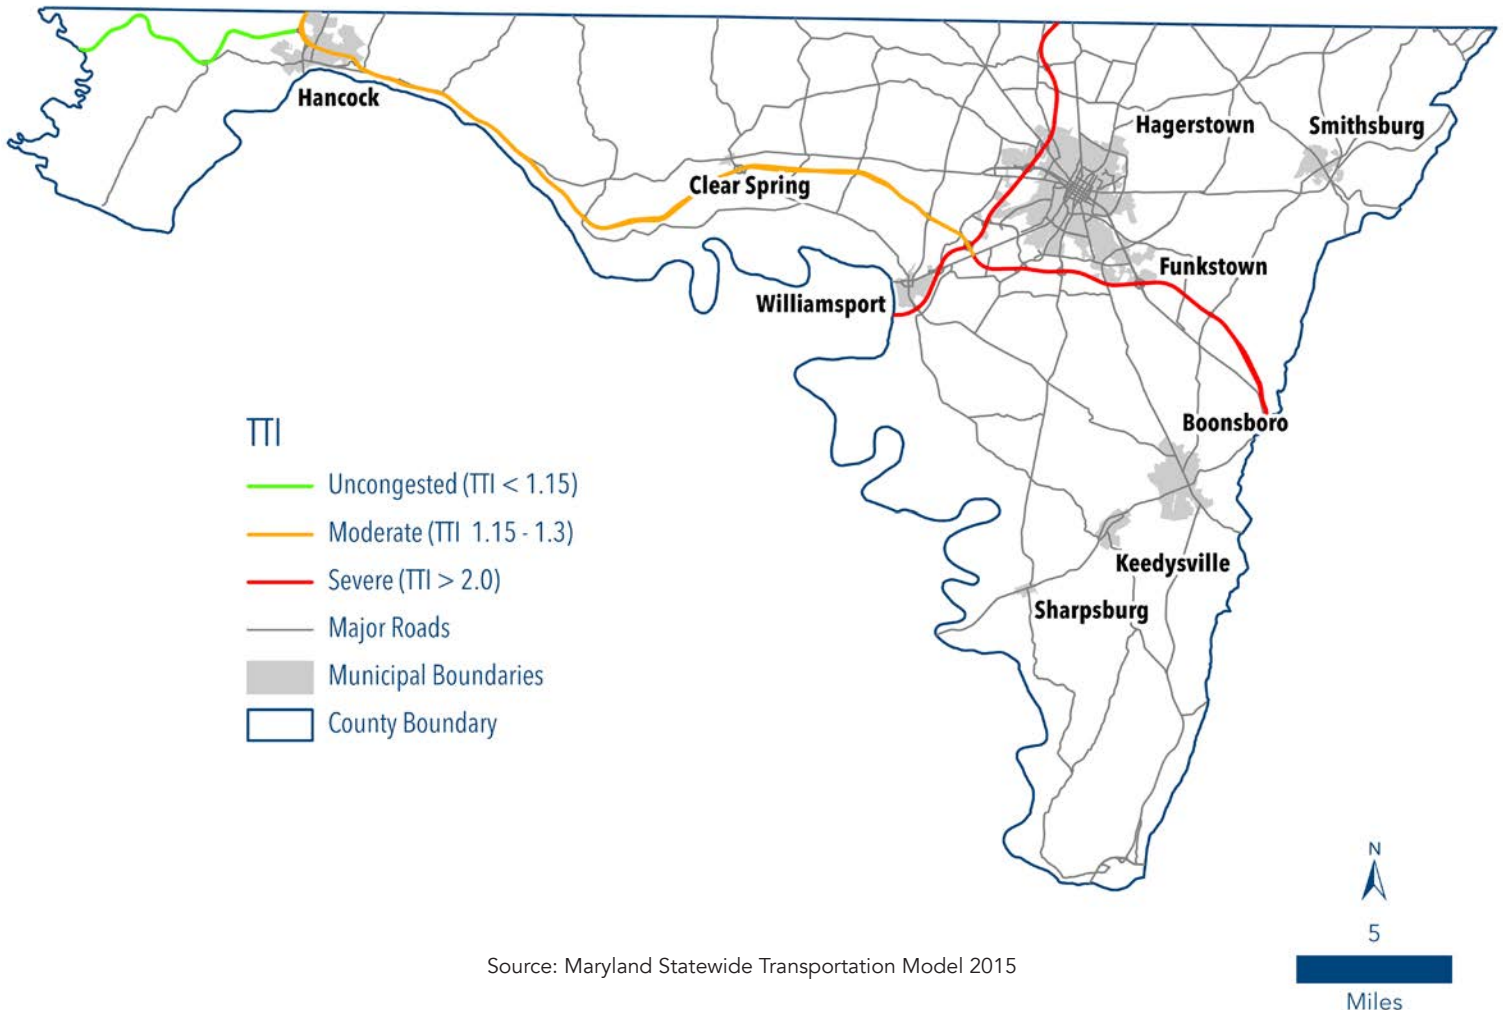 Hancock
Hagerstown
Smithsburg
Clear Spring
Funkstown
Williamsport
Boonsboro
Keedysville
Sharpsburg
TTI
Uncongested (TTI < 1.15)
Moderate (TTI 1.15 - 1.3)
Severe (TTI > 2.0)
Major Roads
Municipal Boundaries
County Boundary
N
5
Miles
Source: Maryland Statewide Transportation Model 2015